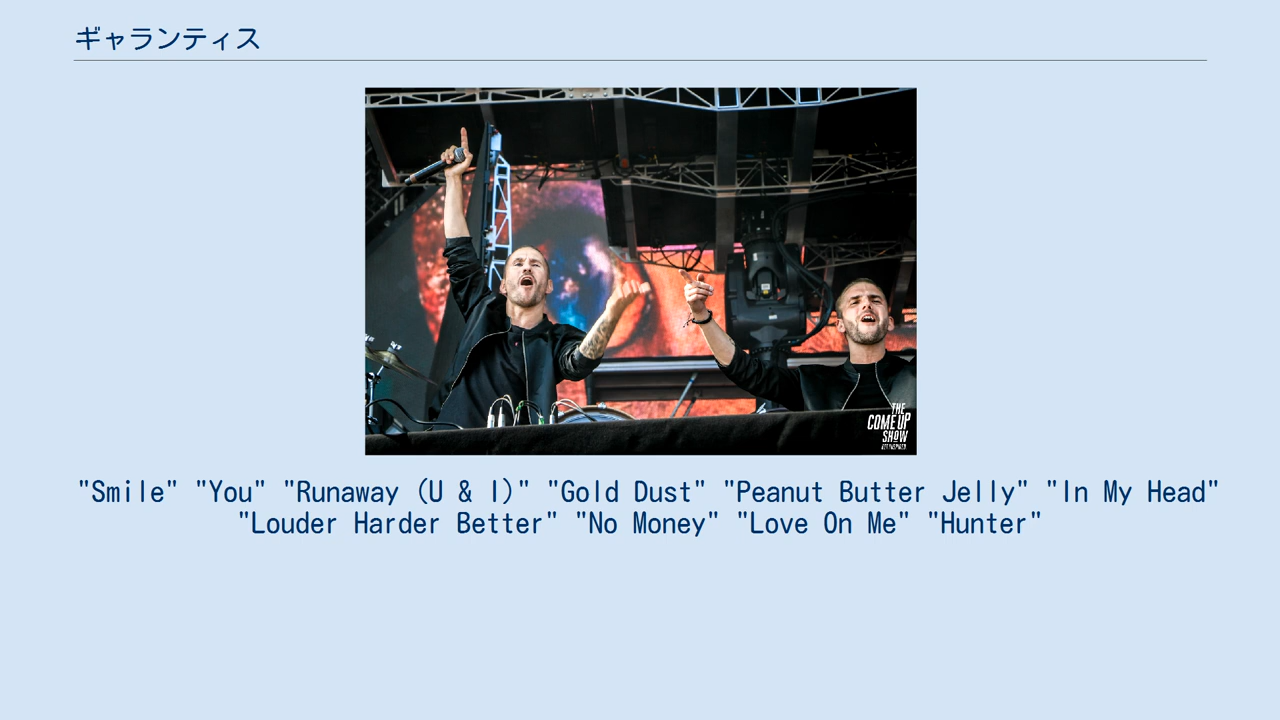 ギャランティス
THE
COME UP
SHOW
"Smile" "You" "Runaway (U & I)" "Gold Dust" "Peanut Butter Jelly" "In My Head"
"Louder Harder Better" "No Money" "Love On Me" "Hunter"